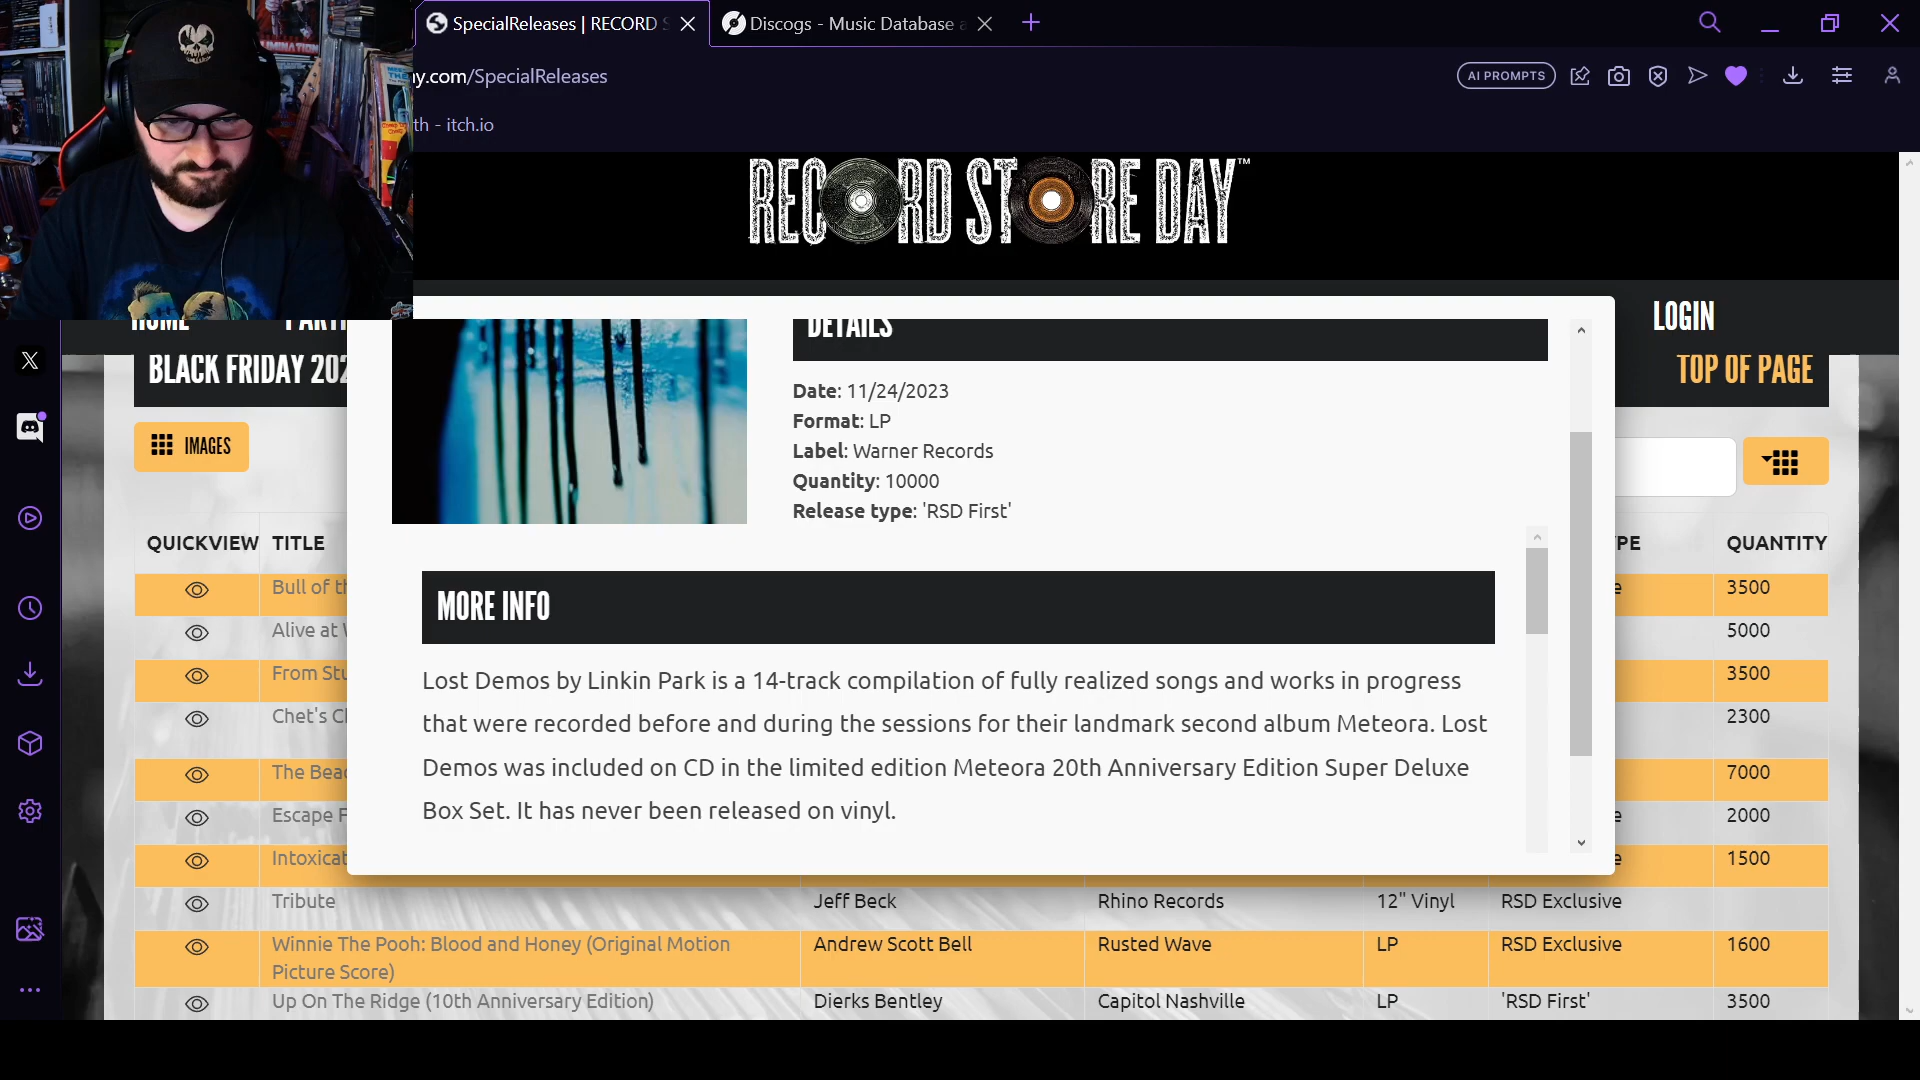 SpecialReleases | RECORD S
Discogs - Music Database a
y.com/SpecialReleases
AI PROMPTS
th - itch.io
RECORD STORE DAY™
HOME
LOGIN
BLACK FRIDAY 202
TOP OF PAGE
IMAGES
DETAILS
Date: 11/24/2023
Format: LP
Label: Warner Records
Quantity: 10000
Release type: 'RSD First'
QUICKVIEW TITLE
PE QUANTITY
MORE INFO
Lost Demos by Linkin Park is a 14-track compilation of fully realized songs and works in progress
that were recorded before and during the sessions for their landmark second album Meteora. Lost
Demos was included on CD in the limited edition Meteora 20th Anniversary Edition Super Deluxe
Box Set. It has never been released on vinyl.
Bull of th e 3500
Alive at W 5000
From Stu 3500
Chet's Ch 2300
The Beac 7000
Escape F e 2000
Intoxicat e 1500
Tribute Jeff Beck Rhino Records 12" Vinyl RSD Exclusive
Winnie The Pooh: Blood and Honey (Original Motion Andrew Scott Bell Rusted Wave LP RSD Exclusive 1600
Picture Score)
Up On The Ridge (10th Anniversary Edition) Dierks Bentley Capitol Nashville LP 'RSD First' 3500